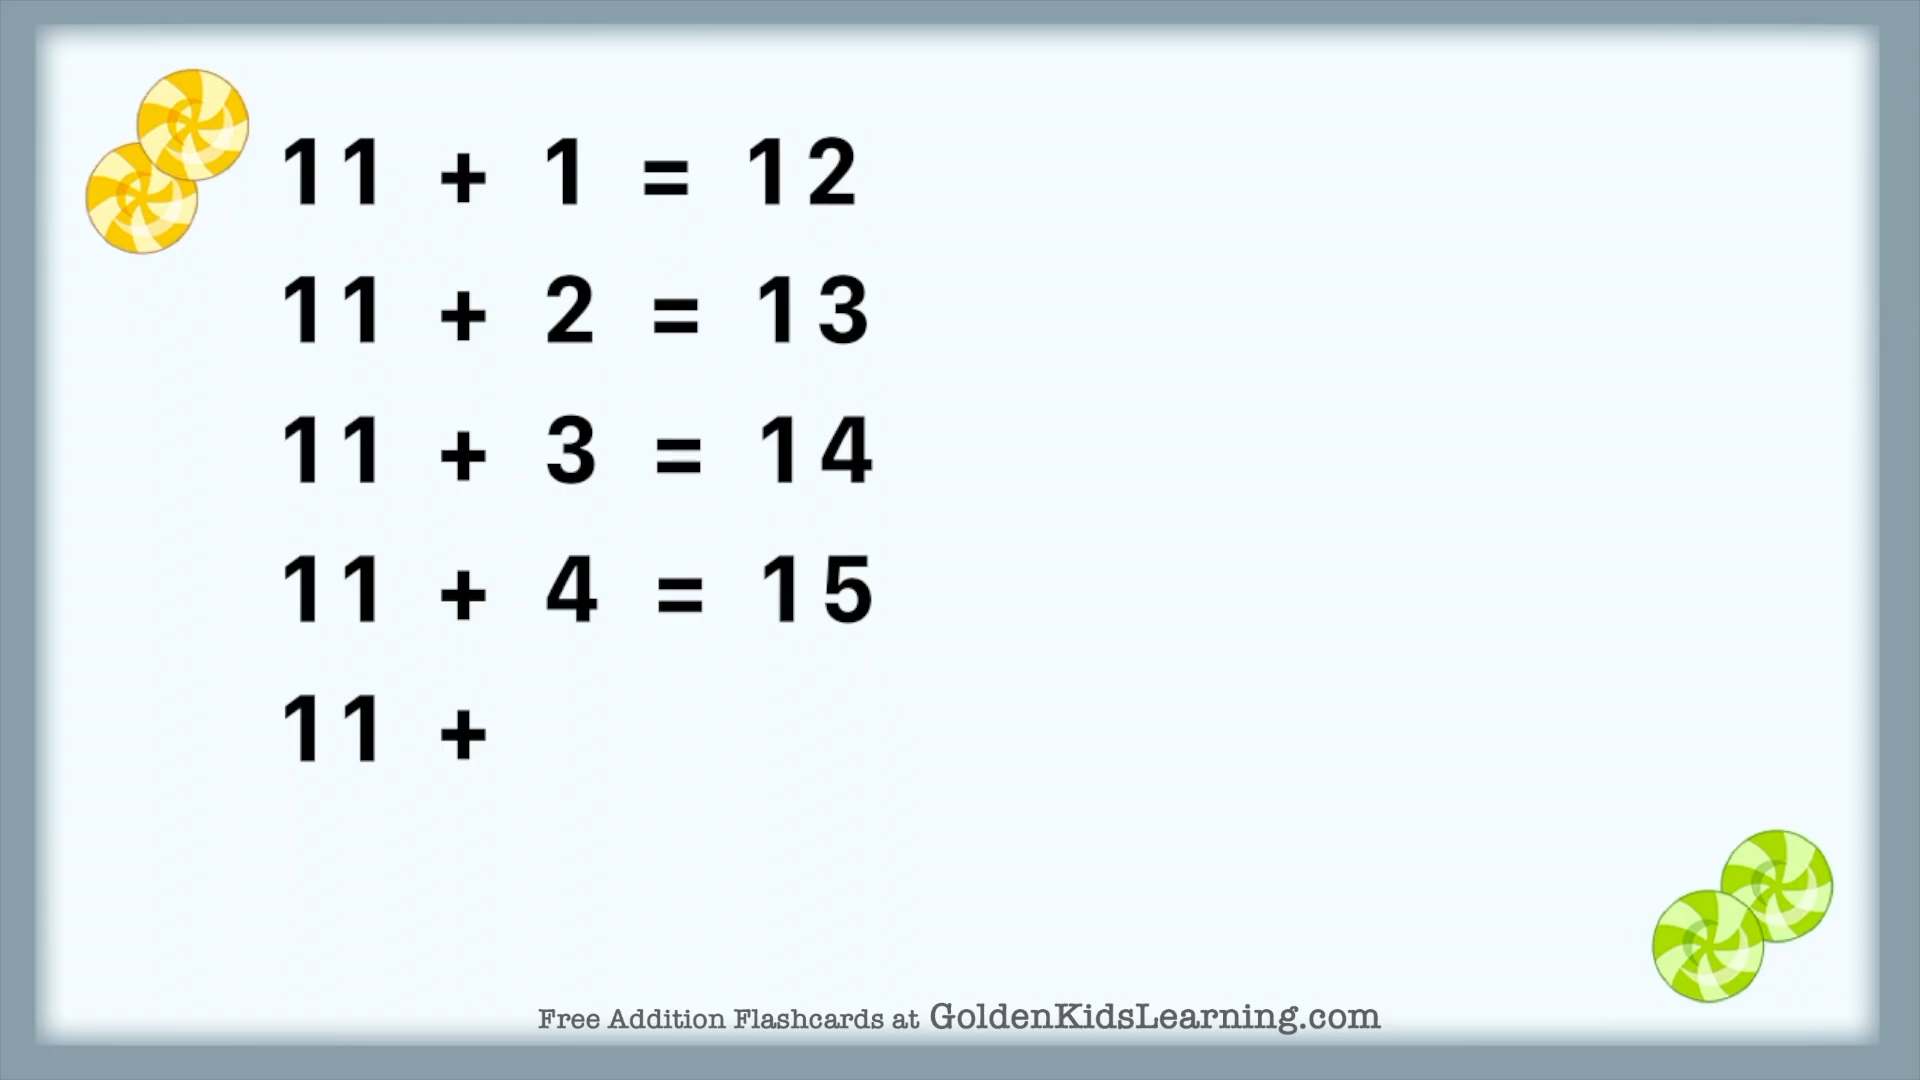 11 + 1 = 12
11 + 2 = 13
11 + 3 = 14
11 + 4 = 15
11 +
Free Addition Flashcards at GoldenKidsLearning.com